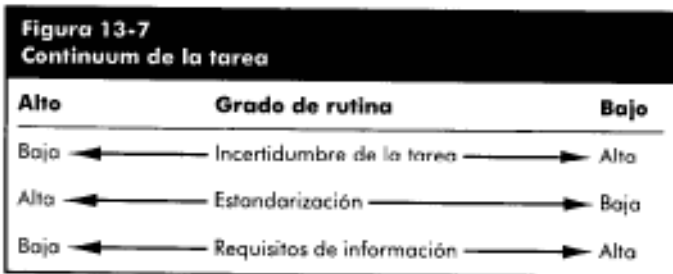 Figura 13-7
Continuum de la tarea
Alto Grado de rutina Bajo
Baja Incertidumbre de la tarea Alta
Alta Estandarización Baja
Baja Requisitos de información Alta